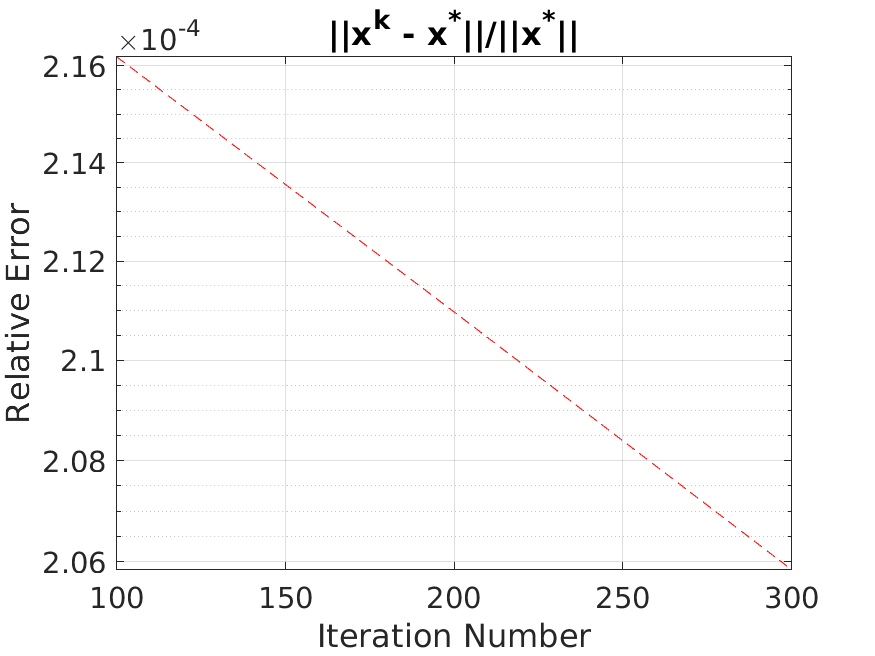 ×10^-4
||x^k - x^*||/||x^*||
2.16
2.14
2.12
2.1
2.08
2.06
Relative Error
100 150 200 250 300
Iteration Number